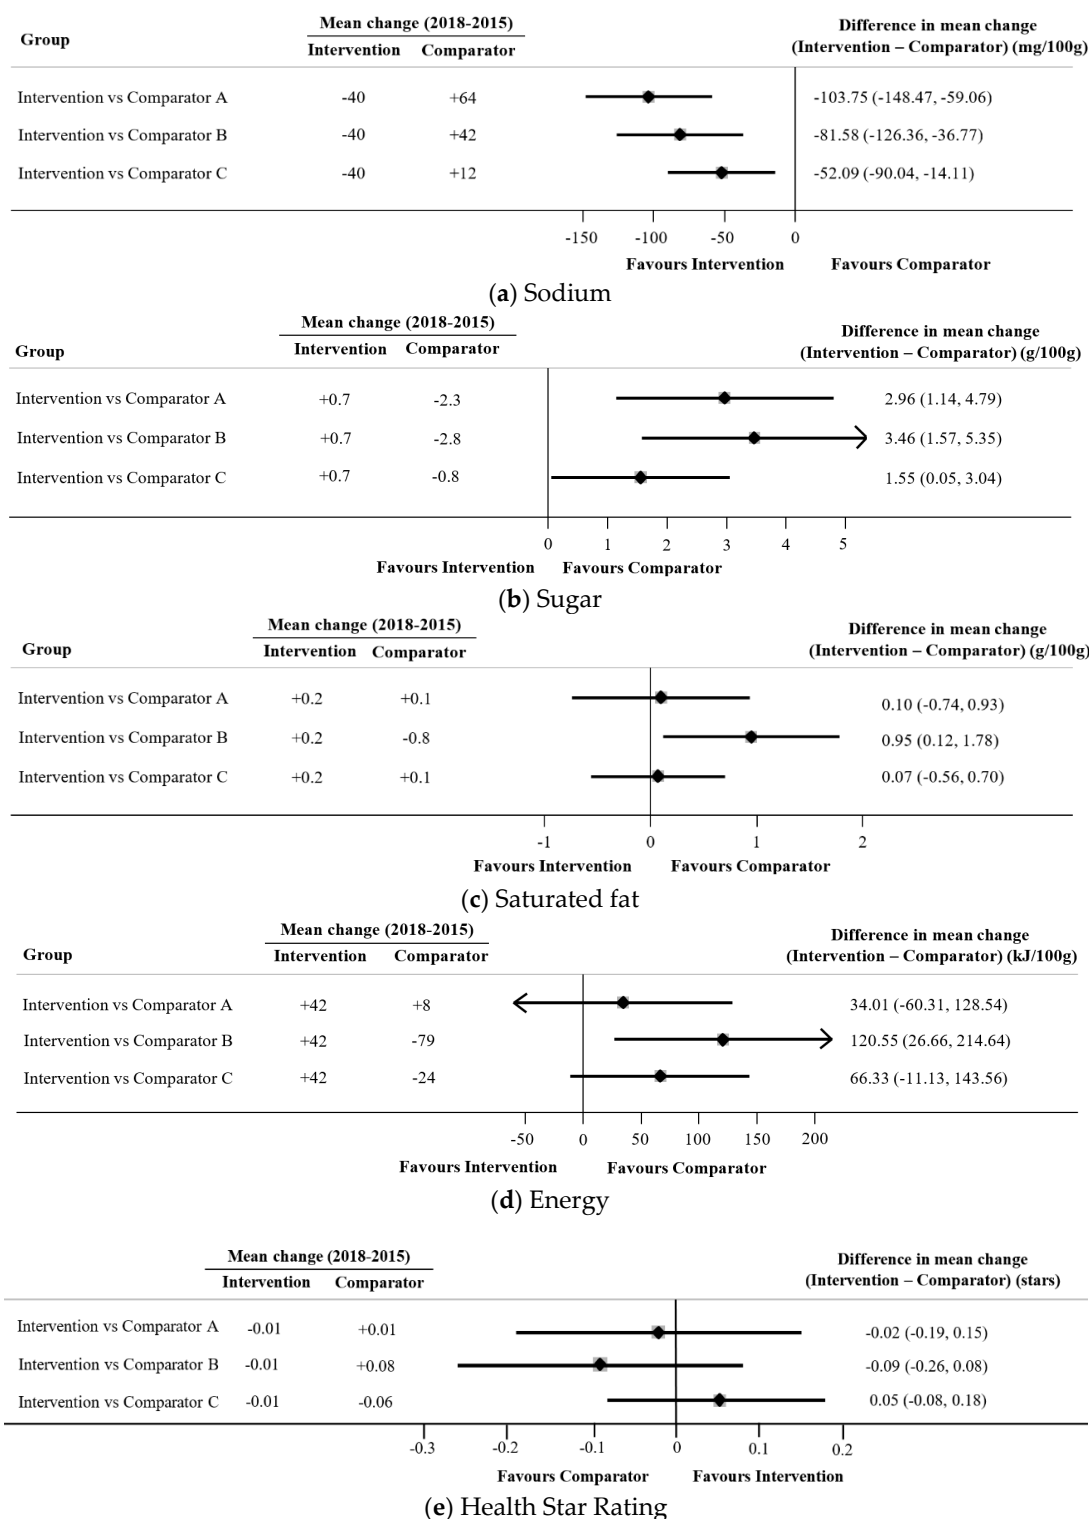 Mean change (2018-2015)
Difference in mean change
Group
Intervention Comparator
(Intervention – Comparator) (mg/100g)
Intervention vs Comparator A -40 +64 -103.75 (-148.47, -59.06)
Intervention vs Comparator B -40 +42 -81.58 (-126.36, -36.77)
Intervention vs Comparator C -40 +12 -52.09 (-90.04, -14.11)
-150 -100 -50 0
Favours Intervention Favours Comparator
(a) Sodium
Mean change (2018-2015)
Difference in mean change
Group
Intervention Comparator
(Intervention – Comparator) (g/100g)
Intervention vs Comparator A +0.7 -2.3 2.96 (1.14, 4.79)
Intervention vs Comparator B +0.7 -2.8 3.46 (1.57, 5.35)
Intervention vs Comparator C +0.7 -0.8 1.55 (0.05, 3.04)
0 1 2 3 4 5
Favours Intervention Favours Comparator
(b) Sugar
Mean change (2018-2015)
Difference in mean change
Group
Intervention Comparator
(Intervention – Comparator) (g/100g)
Intervention vs Comparator A +0.2 +0.1 0.10 (-0.74, 0.93)
Intervention vs Comparator B +0.2 -0.8 0.95 (0.12, 1.78)
Intervention vs Comparator C +0.2 +0.1 0.07 (-0.56, 0.70)
-1 0 1 2
Favours Intervention Favours Comparator
(c) Saturated fat
Mean change (2018-2015)
Difference in mean change
Group
Intervention Comparator
(Intervention – Comparator) (kJ/100g)
Intervention vs Comparator A +42 +8 34.01 (-60.31, 128.54)
Intervention vs Comparator B +42 -79 120.55 (26.66, 214.64)
Intervention vs Comparator C +42 -24 66.33 (-11.13, 143.56)
-50 0 50 100 150 200
Favours Intervention Favours Comparator
(d) Energy
Mean change (2018-2015)
Difference in mean change
Intervention Comparator
(Intervention – Comparator) (stars)
Intervention vs Comparator A -0.01 +0.01 -0.02 (-0.19, 0.15)
Intervention vs Comparator B -0.01 +0.08 -0.09 (-0.26, 0.08)
Intervention vs Comparator C -0.01 -0.06 0.05 (-0.08, 0.18)
-0.3 -0.2 -0.1 0 0.1 0.2
Favours Comparator Favours Intervention
(e) Health Star Rating